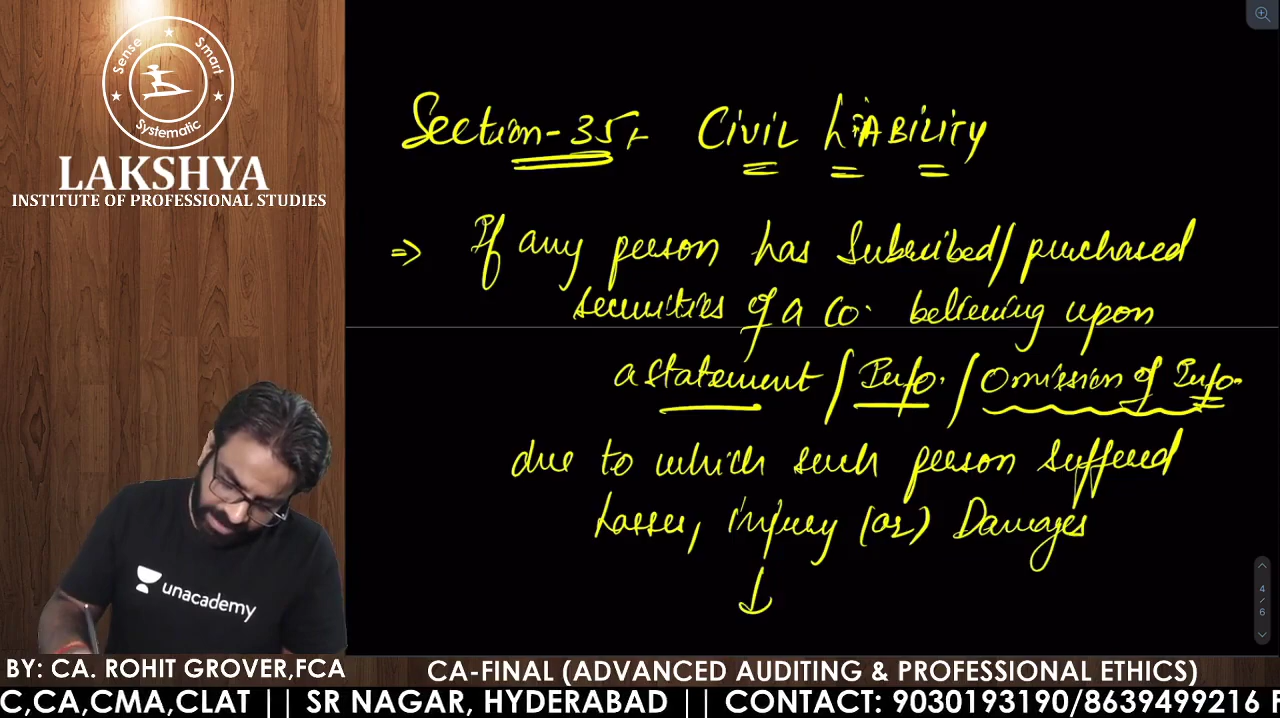 Sense
Smart
Systematic
LAKSHYA
INSTITUTE OF PROFESSIONAL STUDIES
Section-35:- CIVIL LIABILITY
=> If any person has subscribed/purchased
securities of a co. believing upon
a statement / Info. / Omission of Info.
due to which such person suffered
Losses, injury (or) Damages
↓
4
/
6
unacademy
BY: CA. ROHIT GROVER,FCA
CA-FINAL (ADVANCED AUDITING & PROFESSIONAL ETHICS)
C,CA,CMA,CLAT || SR NAGAR, HYDERABAD || CONTACT: 9030193190/8639499216 F